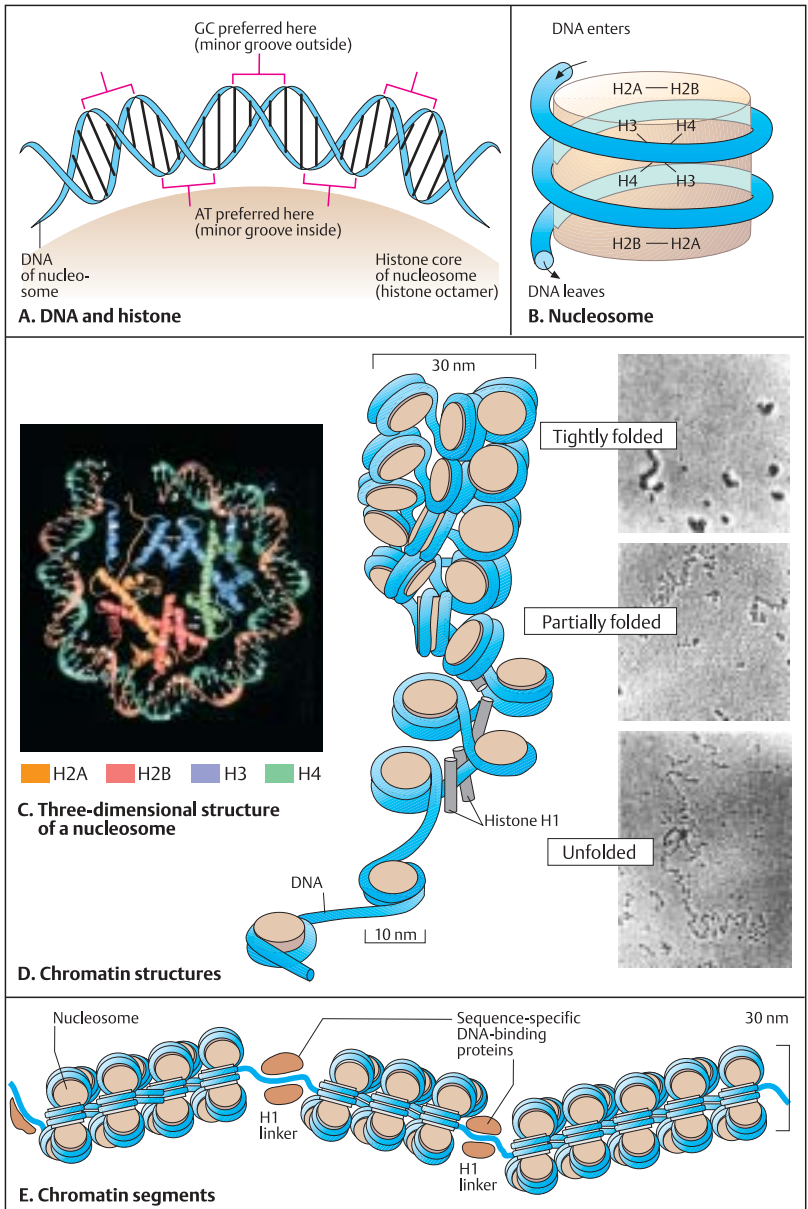 GC preferred here
(minor groove outside)
AT preferred here
(minor groove inside)
DNA
of nucleo-
some
Histone core
of nucleosome
(histone octamer)
A. DNA and histone
DNA enters
H2A H2B
H3 H4
H4 H3
H2B H2A
DNA leaves
B. Nucleosome
H2A H2B H3 H4
C. Three-dimensional structure
of a nucleosome
30 nm
Tightly folded
Partially folded
Histone H1
Unfolded
DNA
10 nm
D. Chromatin structures
Nucleosome
Sequence-specific
DNA-binding
proteins
30 nm
H1
linker
H1
linker
E. Chromatin segments